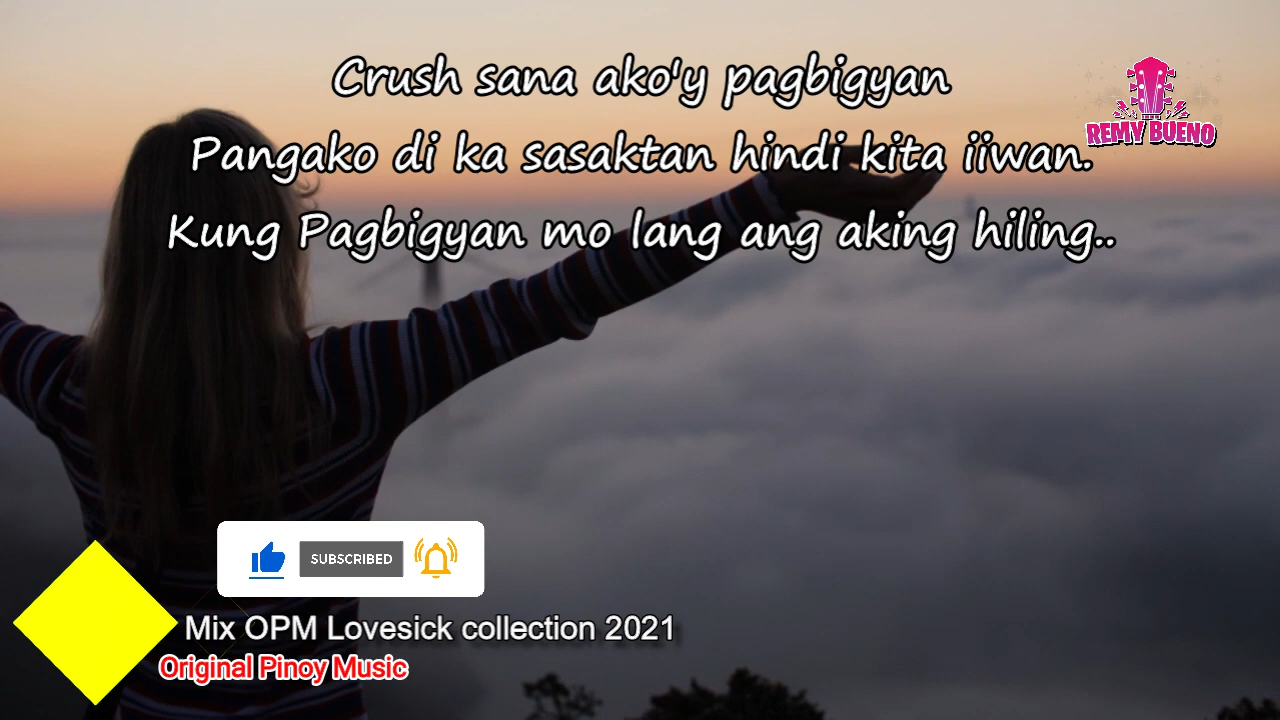 Crush sana ako'y pagbigyan
Pangako di ka sasaktan hindi kita iiwan.
Kung Pagbigyan mo lang ang aking hiling..
REMY BUENO
SUBSCRIBED
Mix OPM Lovesick collection 2021
Original Pinoy Music